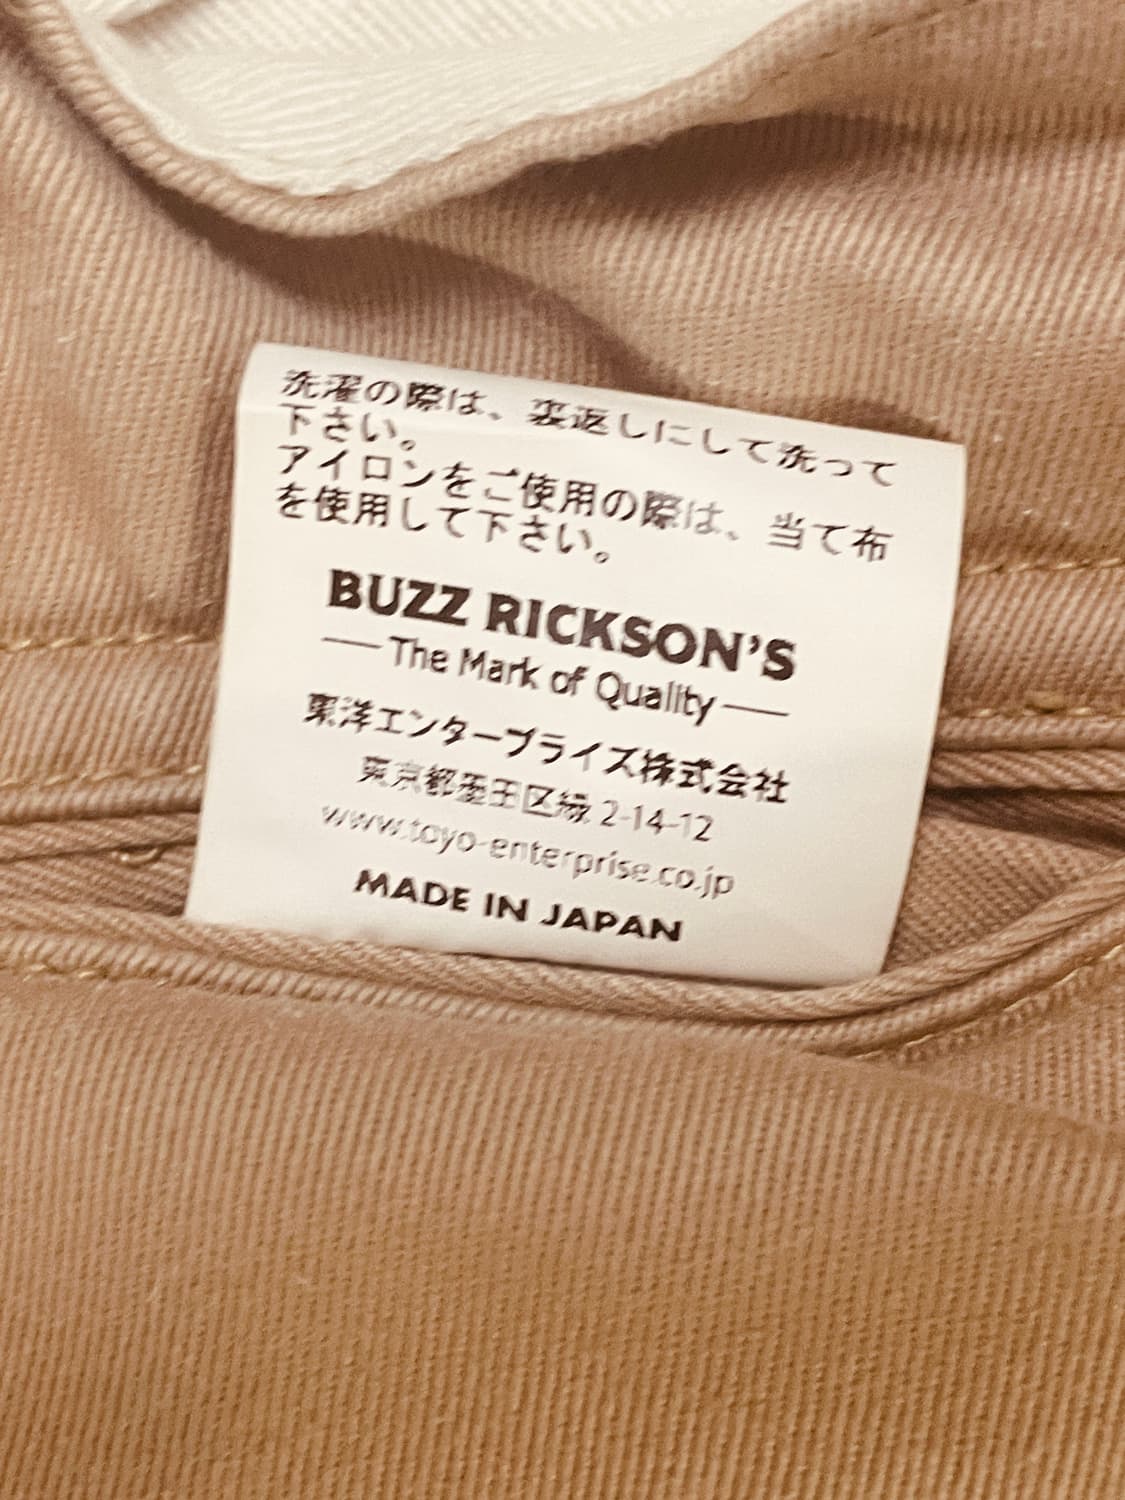 洗濯の際は、裏返しにして洗って
下さい。
アイロンをご使用の際は、当て布
を使用して下さい。
BUZZ RICKSON'S
The Mark of Quality
東洋エンタープライズ株式会社
東京都墨田区緑 2-14-12
www.toyo-enterprise.co.jp
MADE IN JAPAN